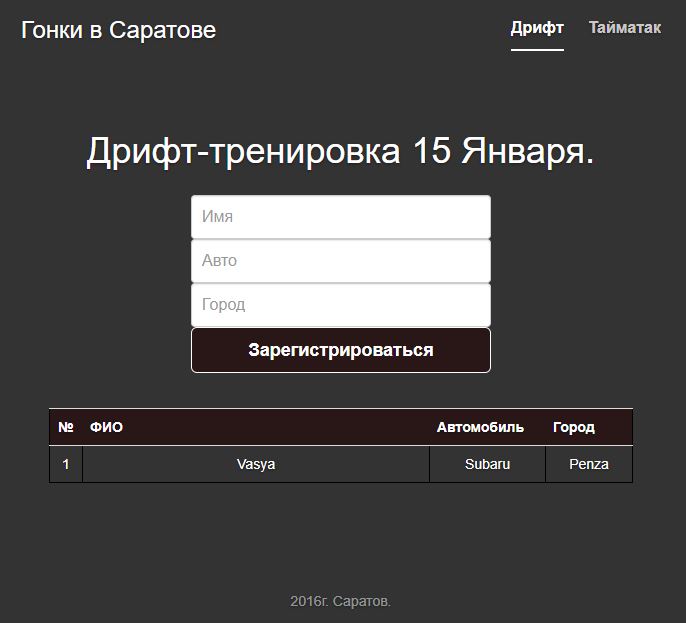 Гонки в Саратове Дрифт Тайматак
Дрифт-тренировка 15 Января.
Имя
Авто
Город
Зарегистрироваться
№ ФИО Автомобиль Город
1 Vasya Subaru Penza
2016г. Саратов.